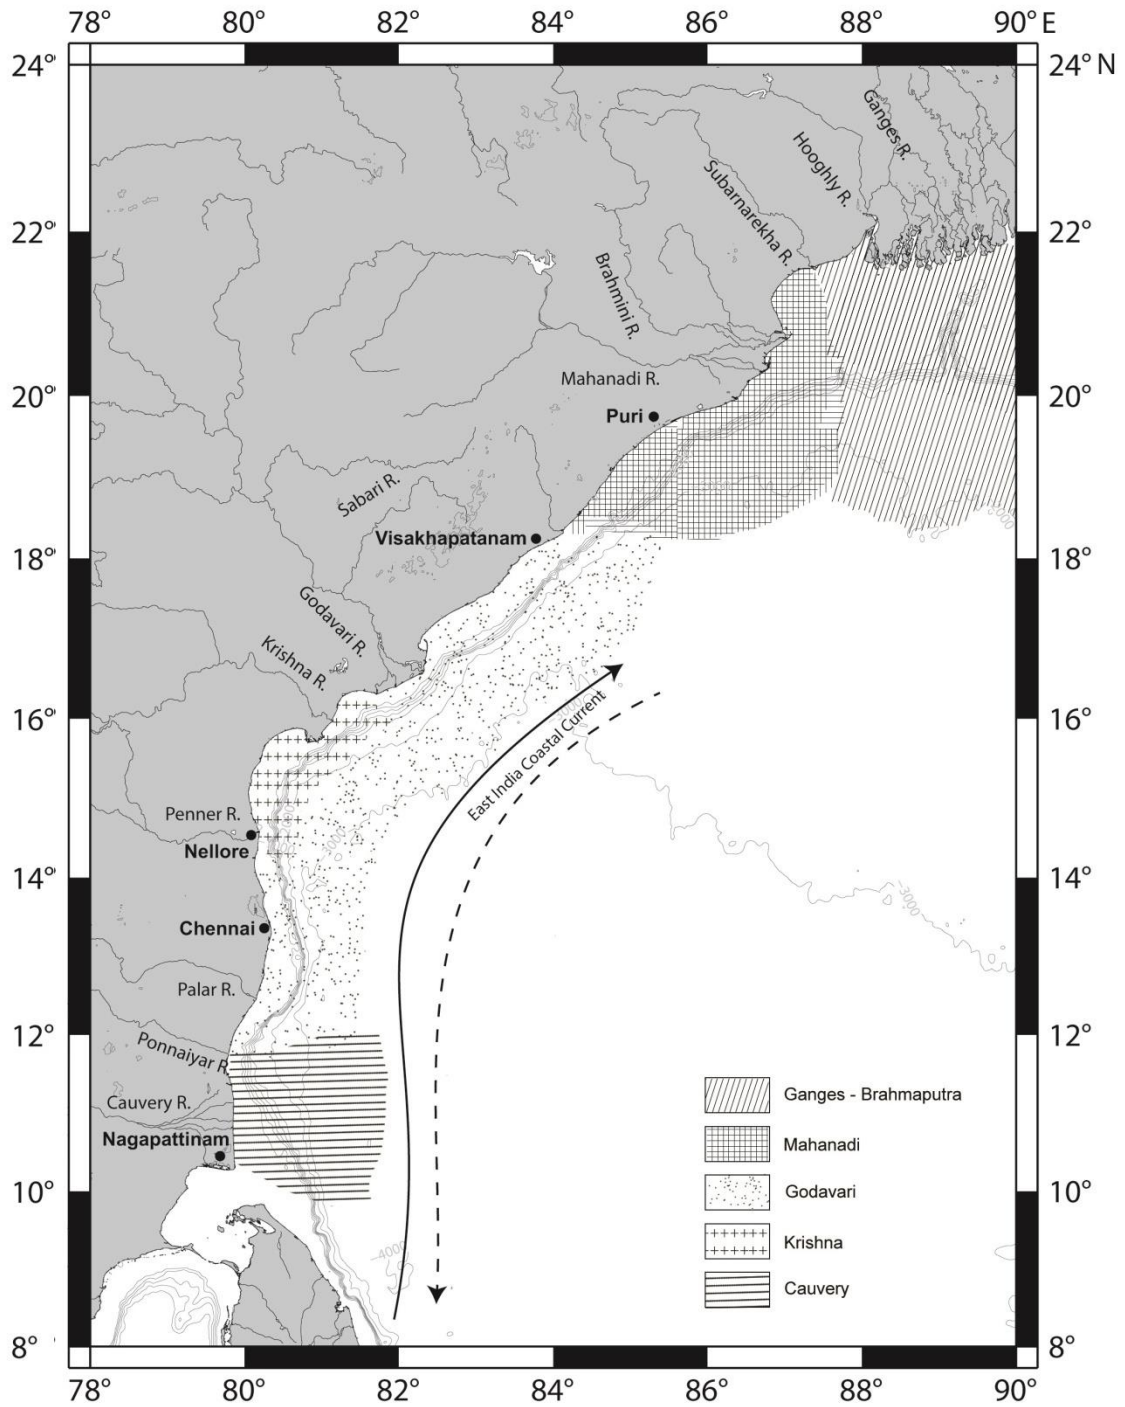 78° 80° 82° 84° 86° 88° 90° E
24° 24° N
Ganges R.
Hooghly R.
Subarnarekha R.
22° 22°
Brahmini R.
20° 20°
Mahanadi R.
Puri
Sabari R.
Visakhapatanam
18° 18°
Godavari R.
Krishna R.
16° 16°
East India Coastal Current
Penner R.
Nellore
14° 14°
-3000
Chennai
Palar R.
12° 12°
Ponnaiyar R.
Cauvery R.
Nagapattinam
10° 10°
-4000
8° 8°
Ganges - Brahmaputra
Mahanadi
Godavari
Krishna
Cauvery
78° 80° 82° 84° 86° 88° 90°